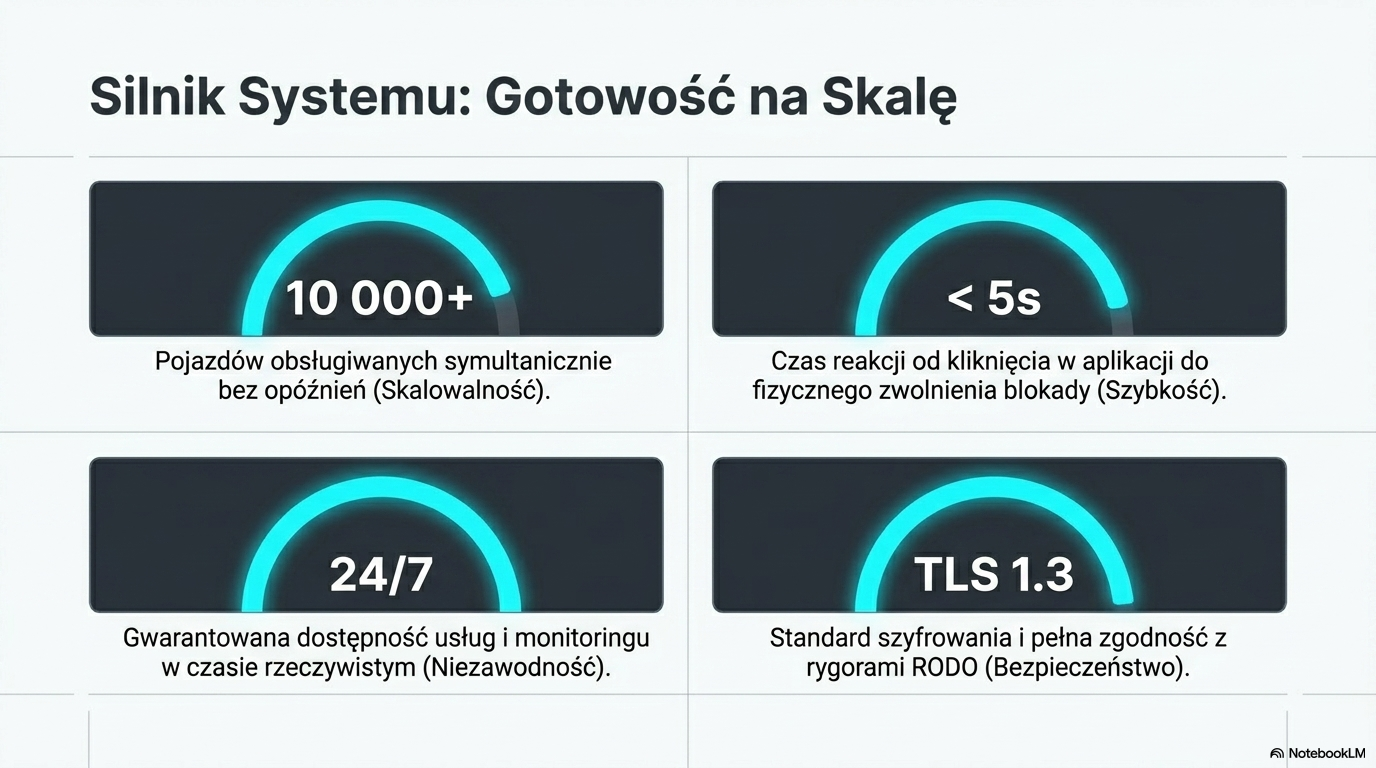 Silnik Systemu: Gotowość na Skalę
10 000+
Pojazdów obsługiwanych symultanicznie
bez opóźnień (Skalowalność).
< 5s
Czas reakcji od kliknięcia w aplikacji do
fizycznego zwolnienia blokady (Szybkość).
24/7
Gwarantowana dostępność usług i monitoringu
w czasie rzeczywistym (Niezawodność).
TLS 1.3
Standard szyfrowania i pełna zgodność z
rygorami RODO (Bezpieczeństwo).
NotebookLM